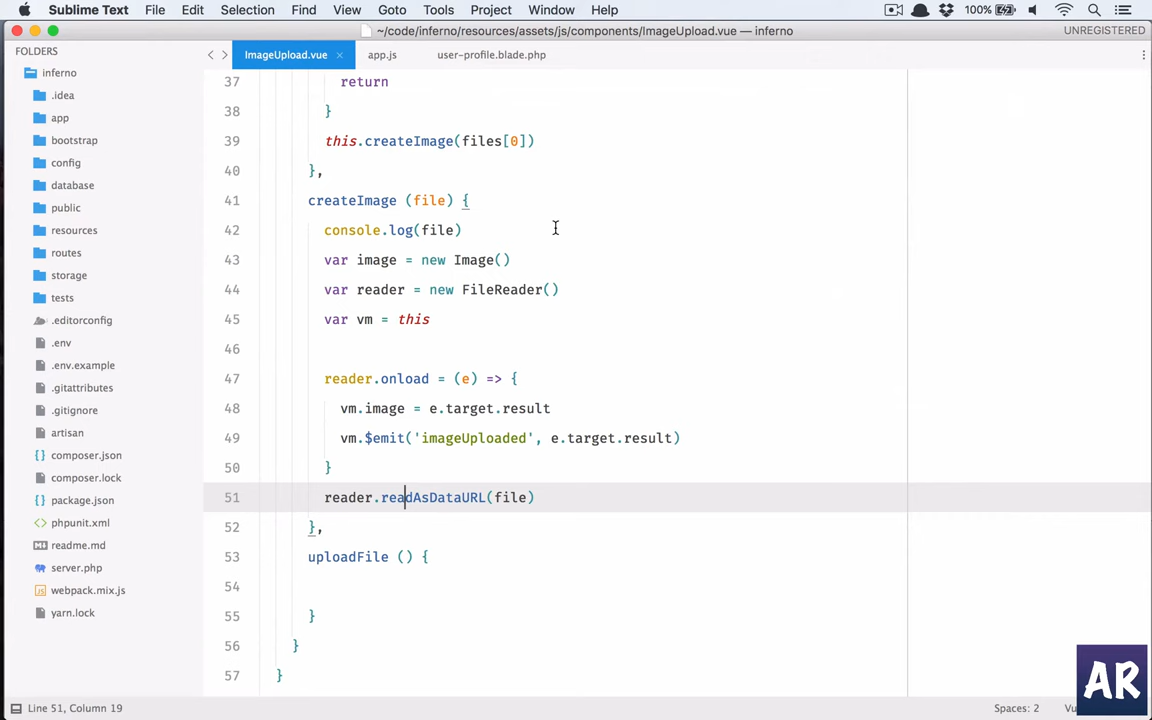 Sublime Text File Edit Selection Find View Goto Tools Project Window Help 100%
~/code/inferno/resources/assets/js/components/ImageUpload.vue — inferno UNREGISTERED
FOLDERS
inferno
.idea
app
bootstrap
config
database
public
resources
routes
storage
tests
.editorconfig
.env
.env.example
.gitattributes
.gitignore
artisan
composer.json
composer.lock
package.json
phpunit.xml
readme.md
server.php
webpack.mix.js
yarn.lock
ImageUpload.vue × app.js user-profile.blade.php
37 return
38 }
39 this.createImage(files[0])
40 },
41 createImage (file) {
42 console.log(file)
43 var image = new Image()
44 var reader = new FileReader()
45 var vm = this
46
47 reader.onload = (e) => {
48 vm.image = e.target.result
49 vm.$emit('imageUploaded', e.target.result)
50 }
51 reader.readAsDataURL(file)
52 },
53 uploadFile () {
54
55 }
56 }
57 }
AR
Line 51, Column 19 Spaces: 2